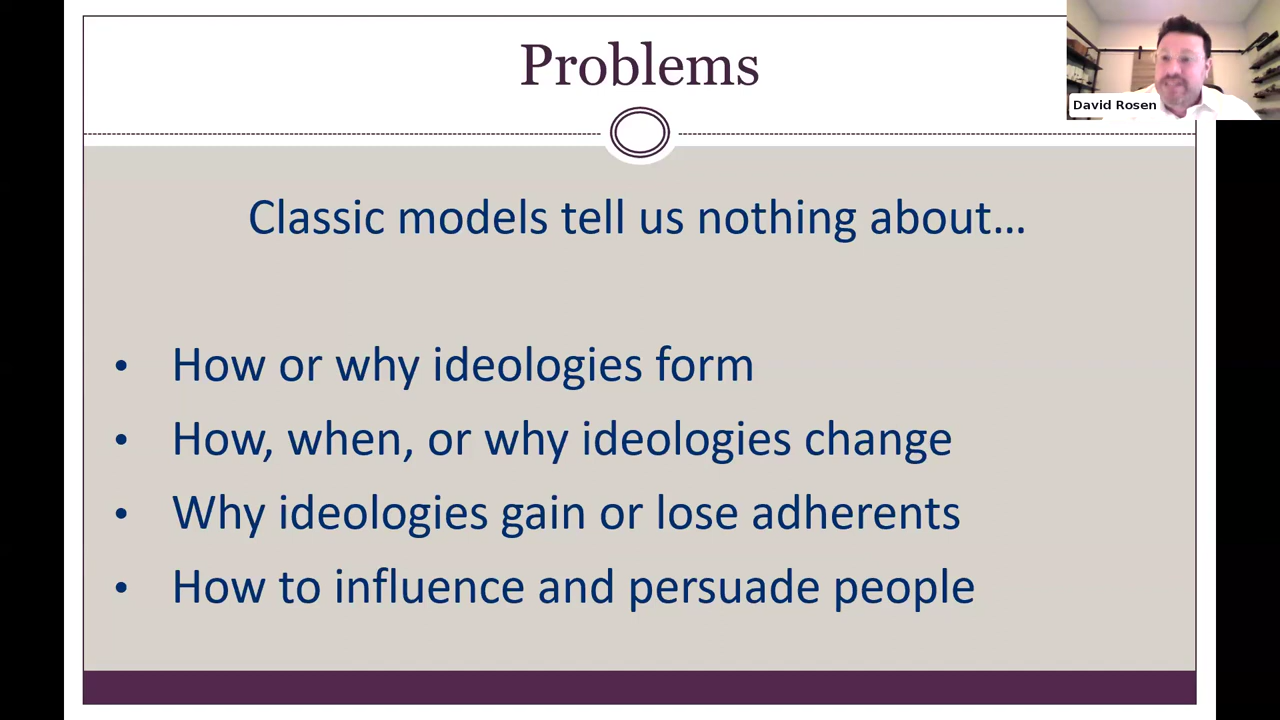 Problems
David Rosen
Classic models tell us nothing about...
• How or why ideologies form
• How, when, or why ideologies change
• Why ideologies gain or lose adherents
• How to influence and persuade people